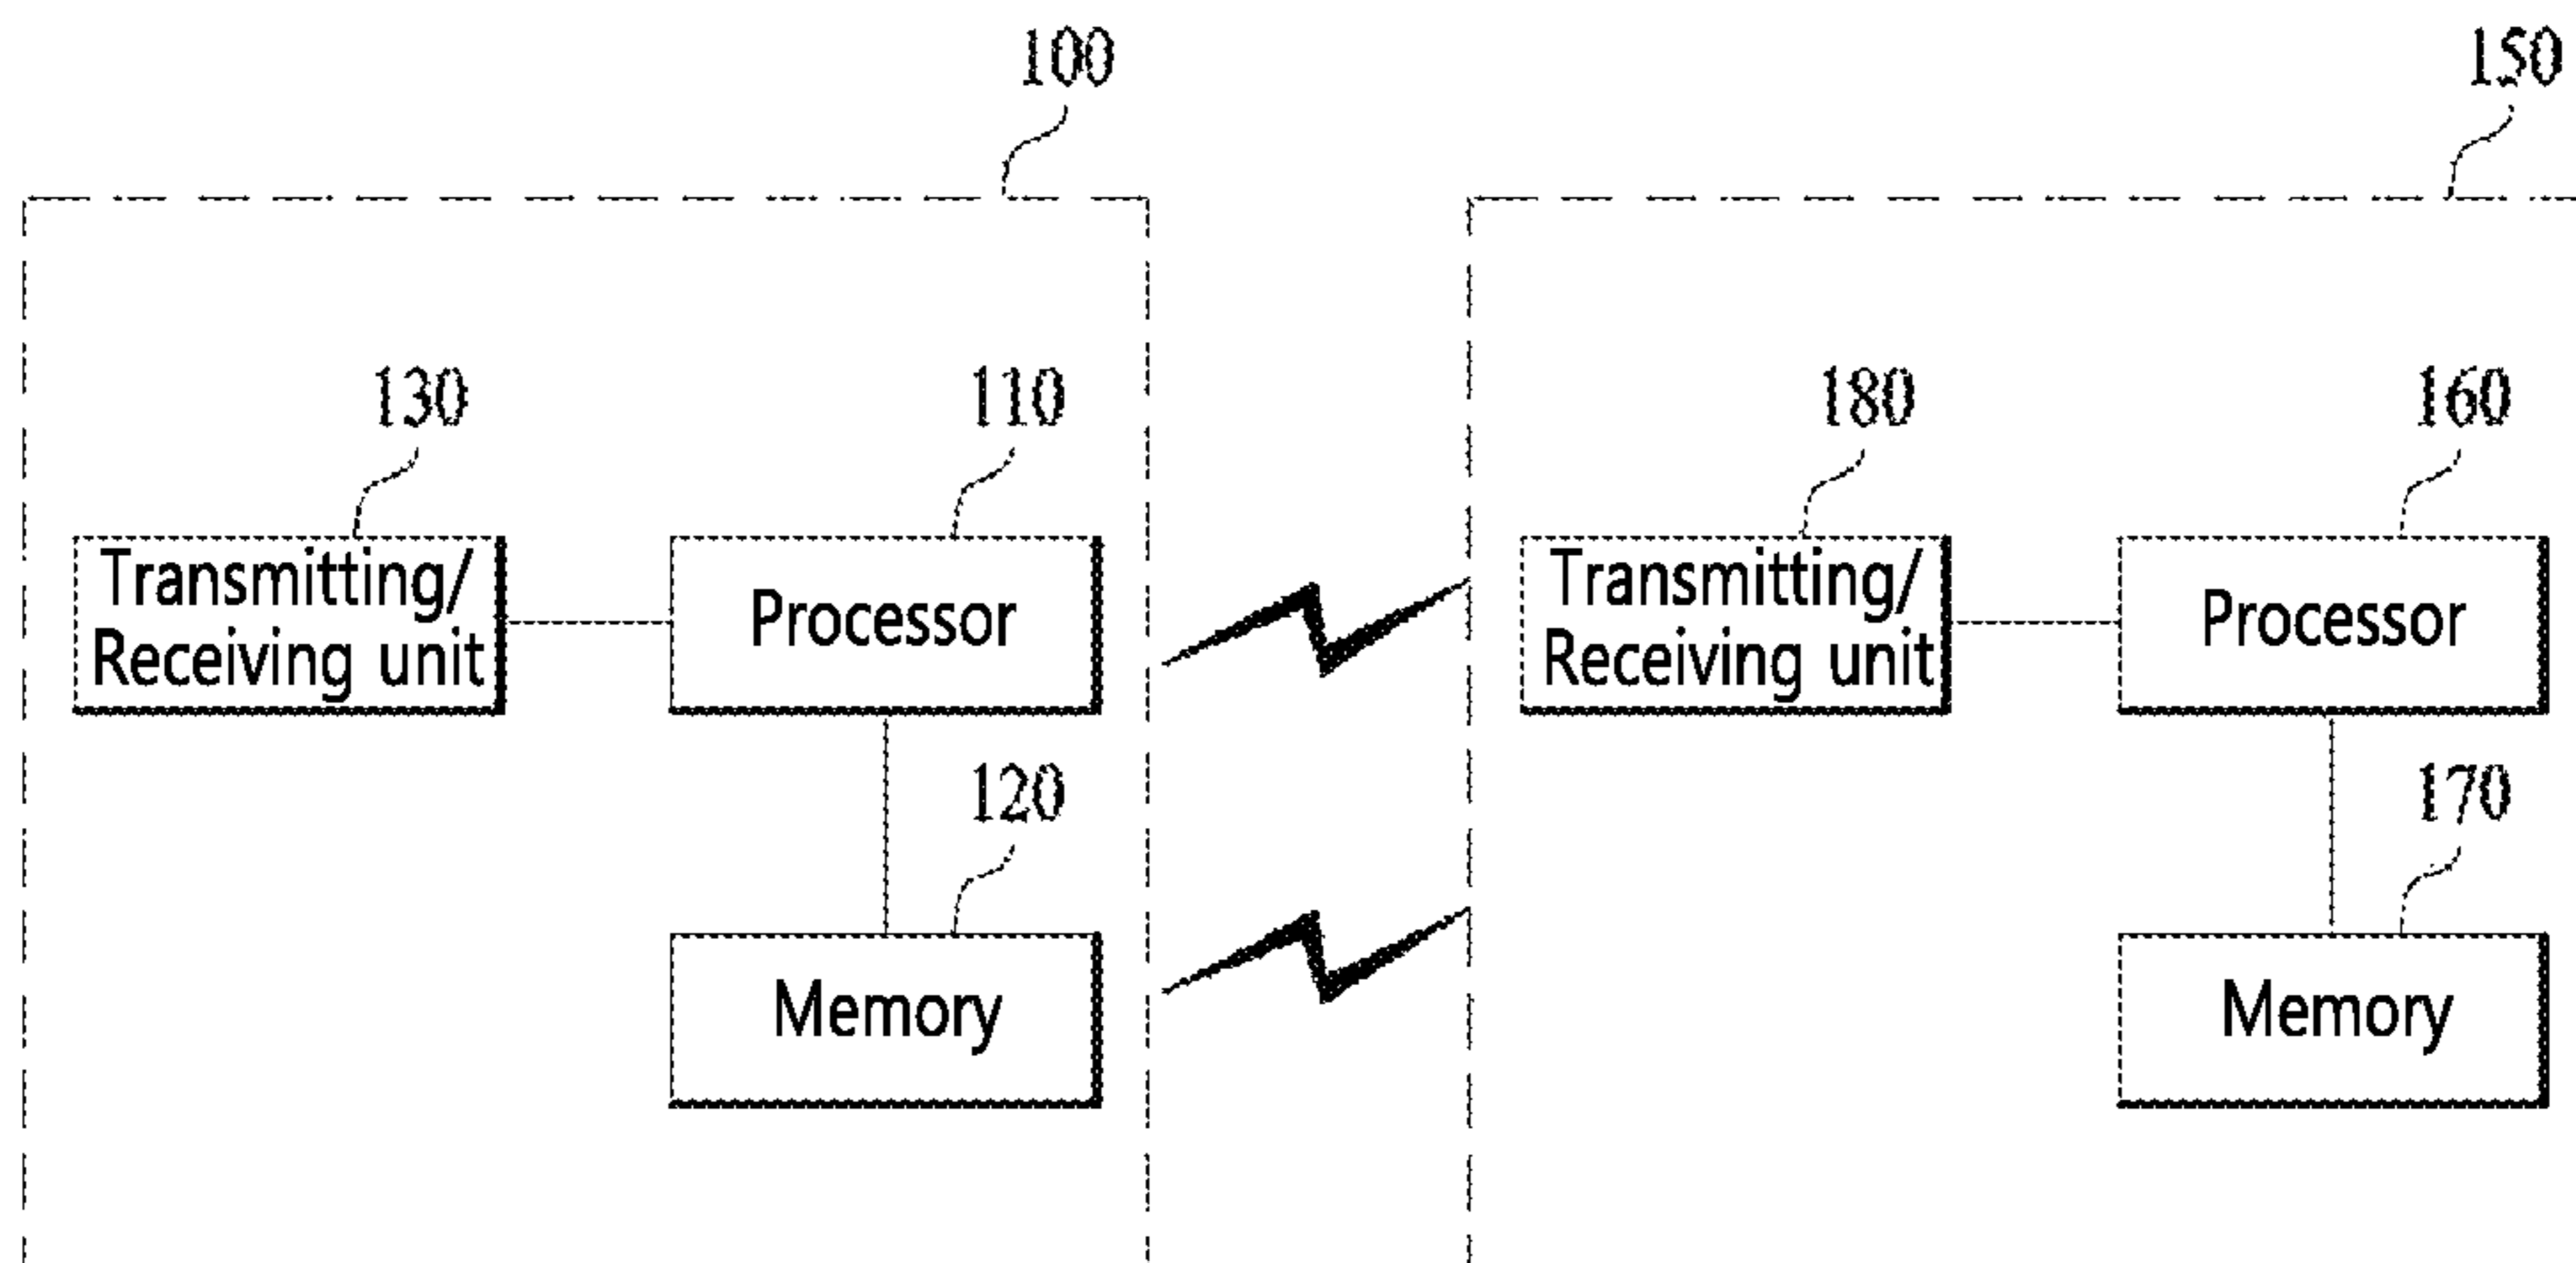 100
150
130
110
180
160
Transmitting/
Receiving unit
Processor
Transmitting/
Receiving unit
Processor
120
170
Memory
Memory